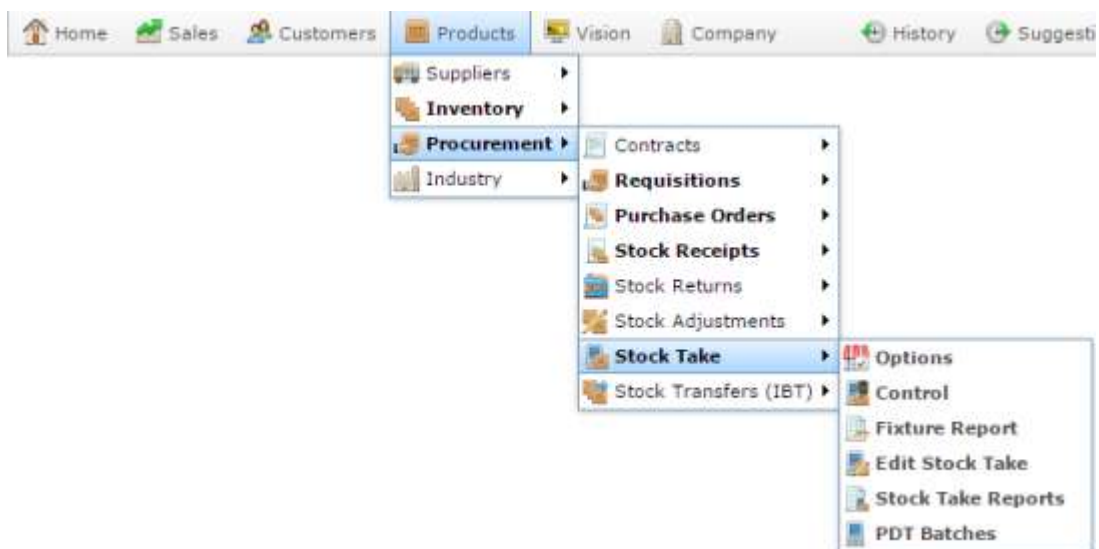 Home Sales Customers Products Vision Company History Suggesti
Suppliers
Inventory
Procurement
Industry
Contracts
Requisitions
Purchase Orders
Stock Receipts
Stock Returns
Stock Adjustments
Stock Take
Stock Transfers (IBT)
Options
Control
Fixture Report
Edit Stock Take
Stock Take Reports
PDT Batches